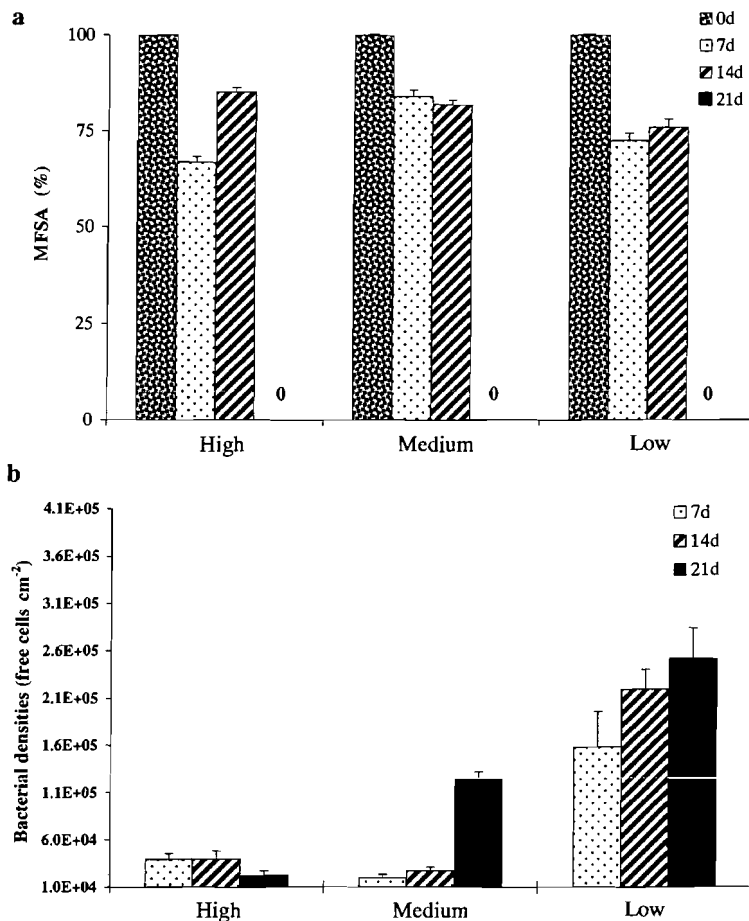 a
MFSA (%)
100
75
50
25
0
0d
7d
14d
21d
0
0
0
High
Medium
Low
b
Bacterial densities (free cells cm-2)
4.1E+05
3.6E+05
3.1E+05
2.6E+05
2.1E+05
1.6E+05
1.1E+05
6.0E+04
1.0E+04
7d
14d
21d
High
Medium
Low